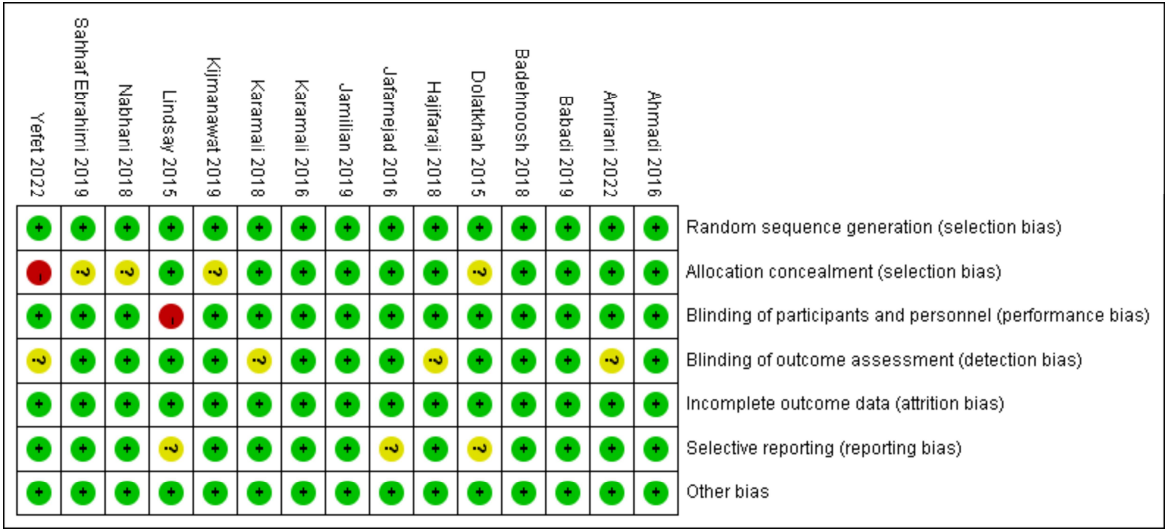 Yefet 2022
Sahhaf Ebrahimi 2019
Nabhani 2018
Lindsay 2015
Kijmanawat 2019
Karamali 2018
Karamali 2016
Jamilian 2019
Jafarnejad 2016
Hajifaraji 2018
Dolatkhah 2015
Badehnoosh 2018
Babadi 2019
Amirani 2022
Ahmadi 2016
+ + + + + + + + + + + + + + + Random sequence generation (selection bias)
- ? ? + ? + + + + + ? + + + + Allocation concealment (selection bias)
+ + + - + + + + + + + + + + + Blinding of participants and personnel (performance bias)
? + + + + ? + + + ? + + + ? + Blinding of outcome assessment (detection bias)
+ + + + + + + + + + + + + + + Incomplete outcome data (attrition bias)
+ + + ? + + + + ? + ? + + + + Selective reporting (reporting bias)
+ + + + + + + + + + + + + + + Other bias